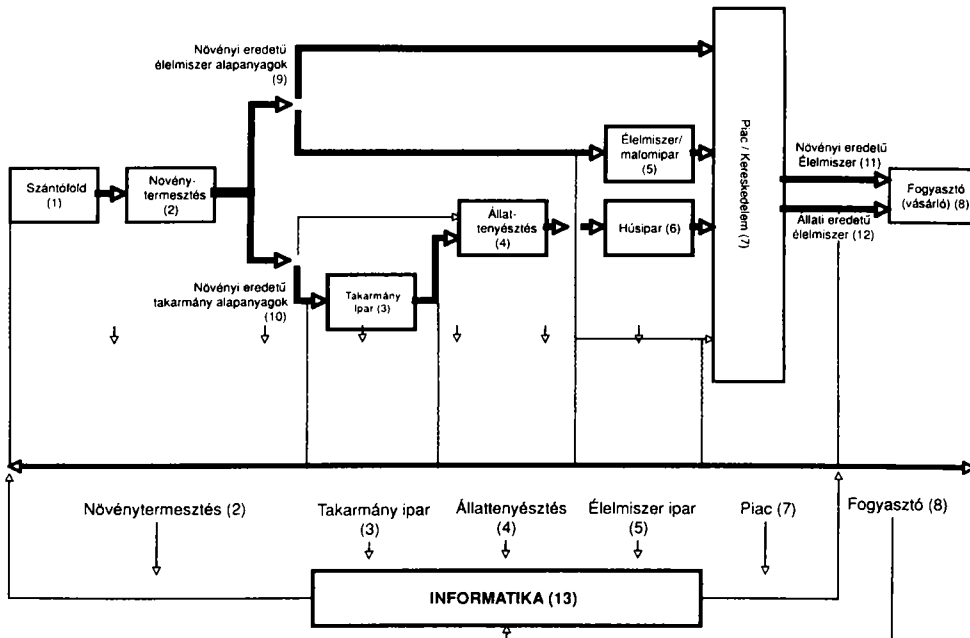 Növényi eredetű
élelmiszer alapanyagok
(9)
Szántóföld
(1)
Növény-
termesztés
(2)
Élelmiszer/
malomipar
(5)
Piac / Kereskedelem (7)
Növényi eredetű
Élelmiszer (11)
Fogyasztó
(vásárló) (8)
Állati eredetű
élelmiszer (12)
Állat-
tenyésztés
(4)
Húsipar (6)
Növényi eredetű
takarmány alapanyagok
(10)
Takarmány
Ipar (3)
Növénytermesztés (2)
Takarmány ipar
(3)
Állattenyésztés
(4)
Élelmiszer ipar
(5)
Piac (7)
Fogyasztó (8)
INFORMATIKA (13)